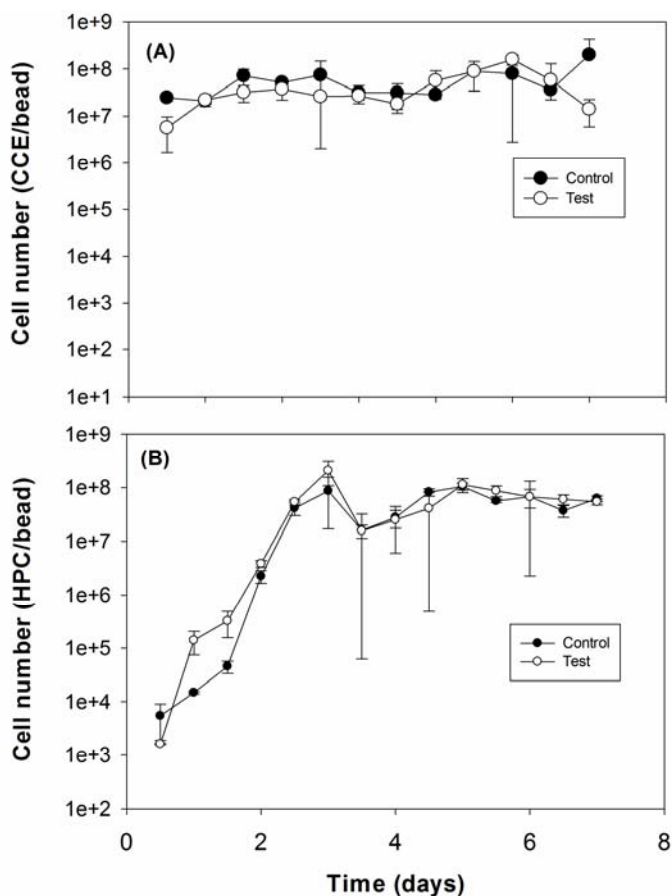 (A)
Cell number (CCE/bead)
1e+9
1e+8
1e+7
1e+6
1e+5
1e+4
1e+3
1e+2
1e+1
Control
Test
(B)
Cell number (HPC/bead)
1e+9
1e+8
1e+7
1e+6
1e+5
1e+4
1e+3
1e+2
Control
Test
0 2 4 6 8
Time (days)